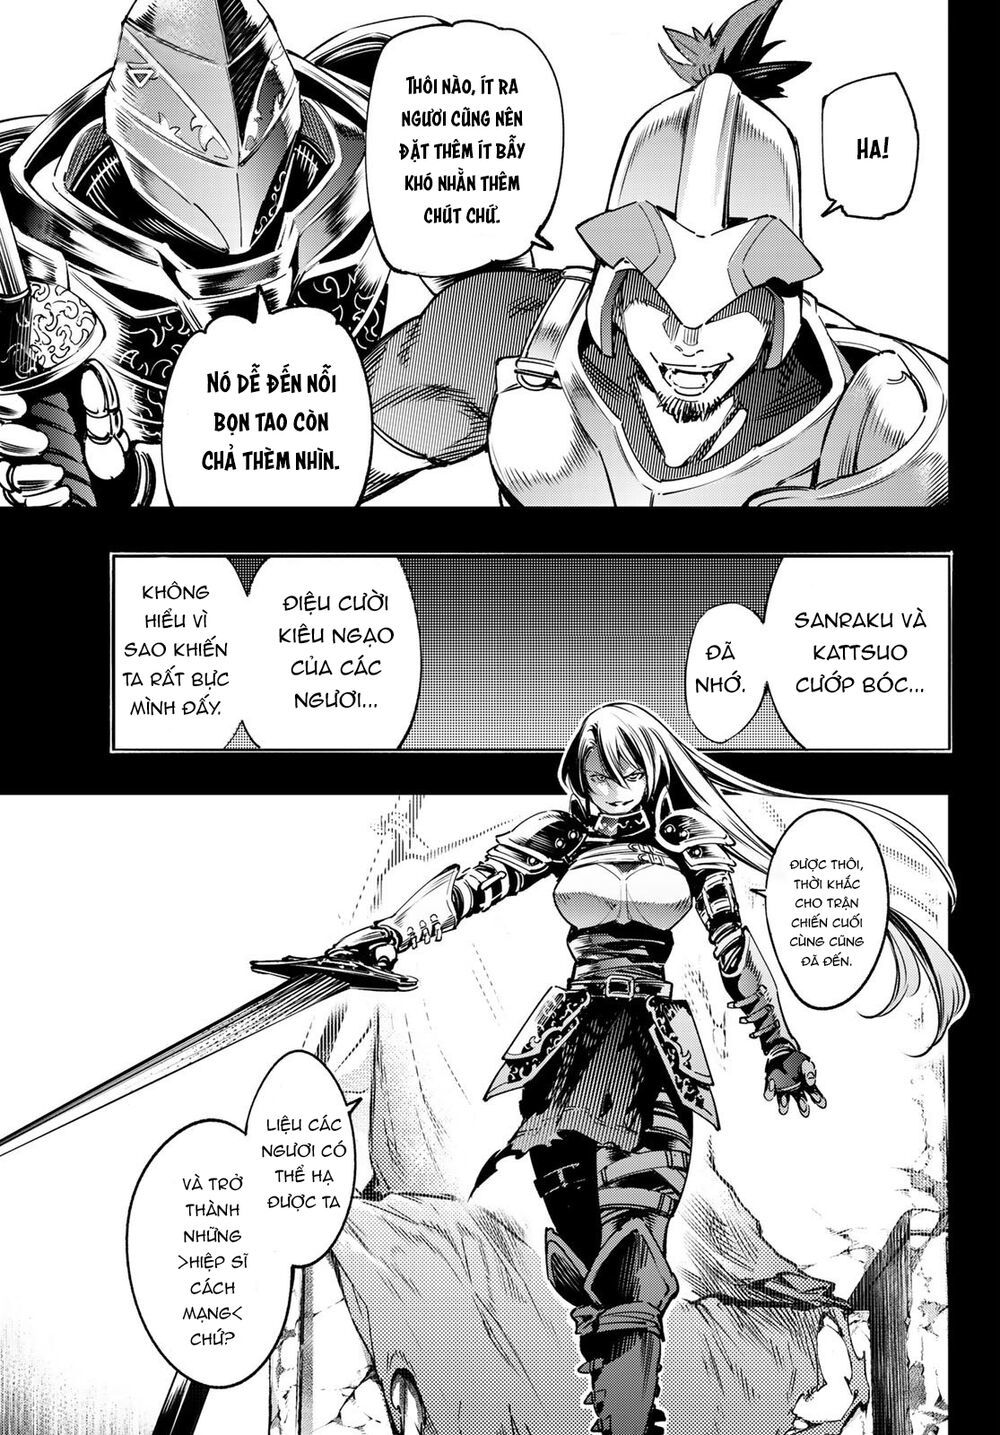 HA!
THÔI NÀO, ÍT RA
NGƯƠI CŨNG NÊN
ĐẶT THÊM ÍT BẪY
KHÓ NHẰN THÊM
CHÚT CHỨ.
NÓ DỄ ĐẾN NỖI
BỌN TAO CÒN
CHẢ THÈM NHÌN.
SANRAKU VÀ
KATTSUO
CƯỚP BÓC...
ĐÃ
NHỚ.
ĐIỆU CƯỜI
KIÊU NGẠO
CỦA CÁC
NGƯƠI...
KHÔNG
HIỂU VÌ
SAO KHIẾN
TA RẤT BỰC
MÌNH ĐẤY.
ĐƯỢC THÔI,
THỜI KHẮC
CHO TRẬN
CHIẾN CUỐI
CÙNG CŨNG
ĐÃ ĐẾN.
LIỆU CÁC
NGƯƠI CÓ
THỂ HẠ
ĐƯỢC TA
VÀ TRỞ
THÀNH
NHỮNG
>HIỆP SĨ
CÁCH
MẠNG<
CHỨ?